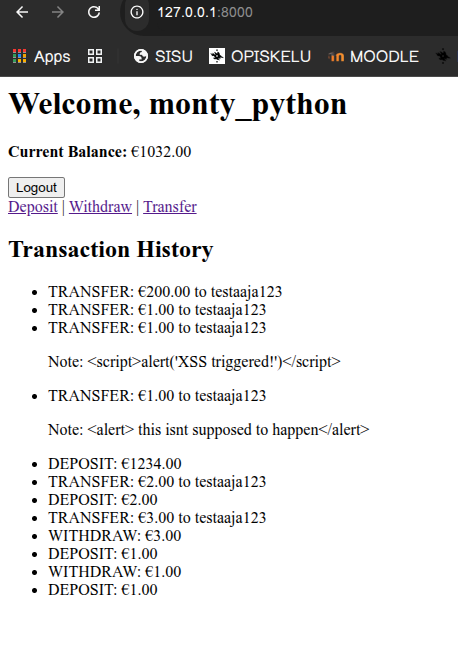 127.0.0.1:8000
Apps SISU OPISKELU MOODLE
Welcome, monty_python
Current Balance: €1032.00
Logout
Deposit | Withdraw | Transfer
Transaction History
• TRANSFER: €200.00 to testaaja123
• TRANSFER: €1.00 to testaaja123
• TRANSFER: €1.00 to testaaja123
Note: <script>alert('XSS triggered!')</script>
• TRANSFER: €1.00 to testaaja123
Note: <alert> this isnt supposed to happen</alert>
• DEPOSIT: €1234.00
• TRANSFER: €2.00 to testaaja123
• DEPOSIT: €2.00
• TRANSFER: €3.00 to testaaja123
• WITHDRAW: €3.00
• DEPOSIT: €1.00
• WITHDRAW: €1.00
• DEPOSIT: €1.00